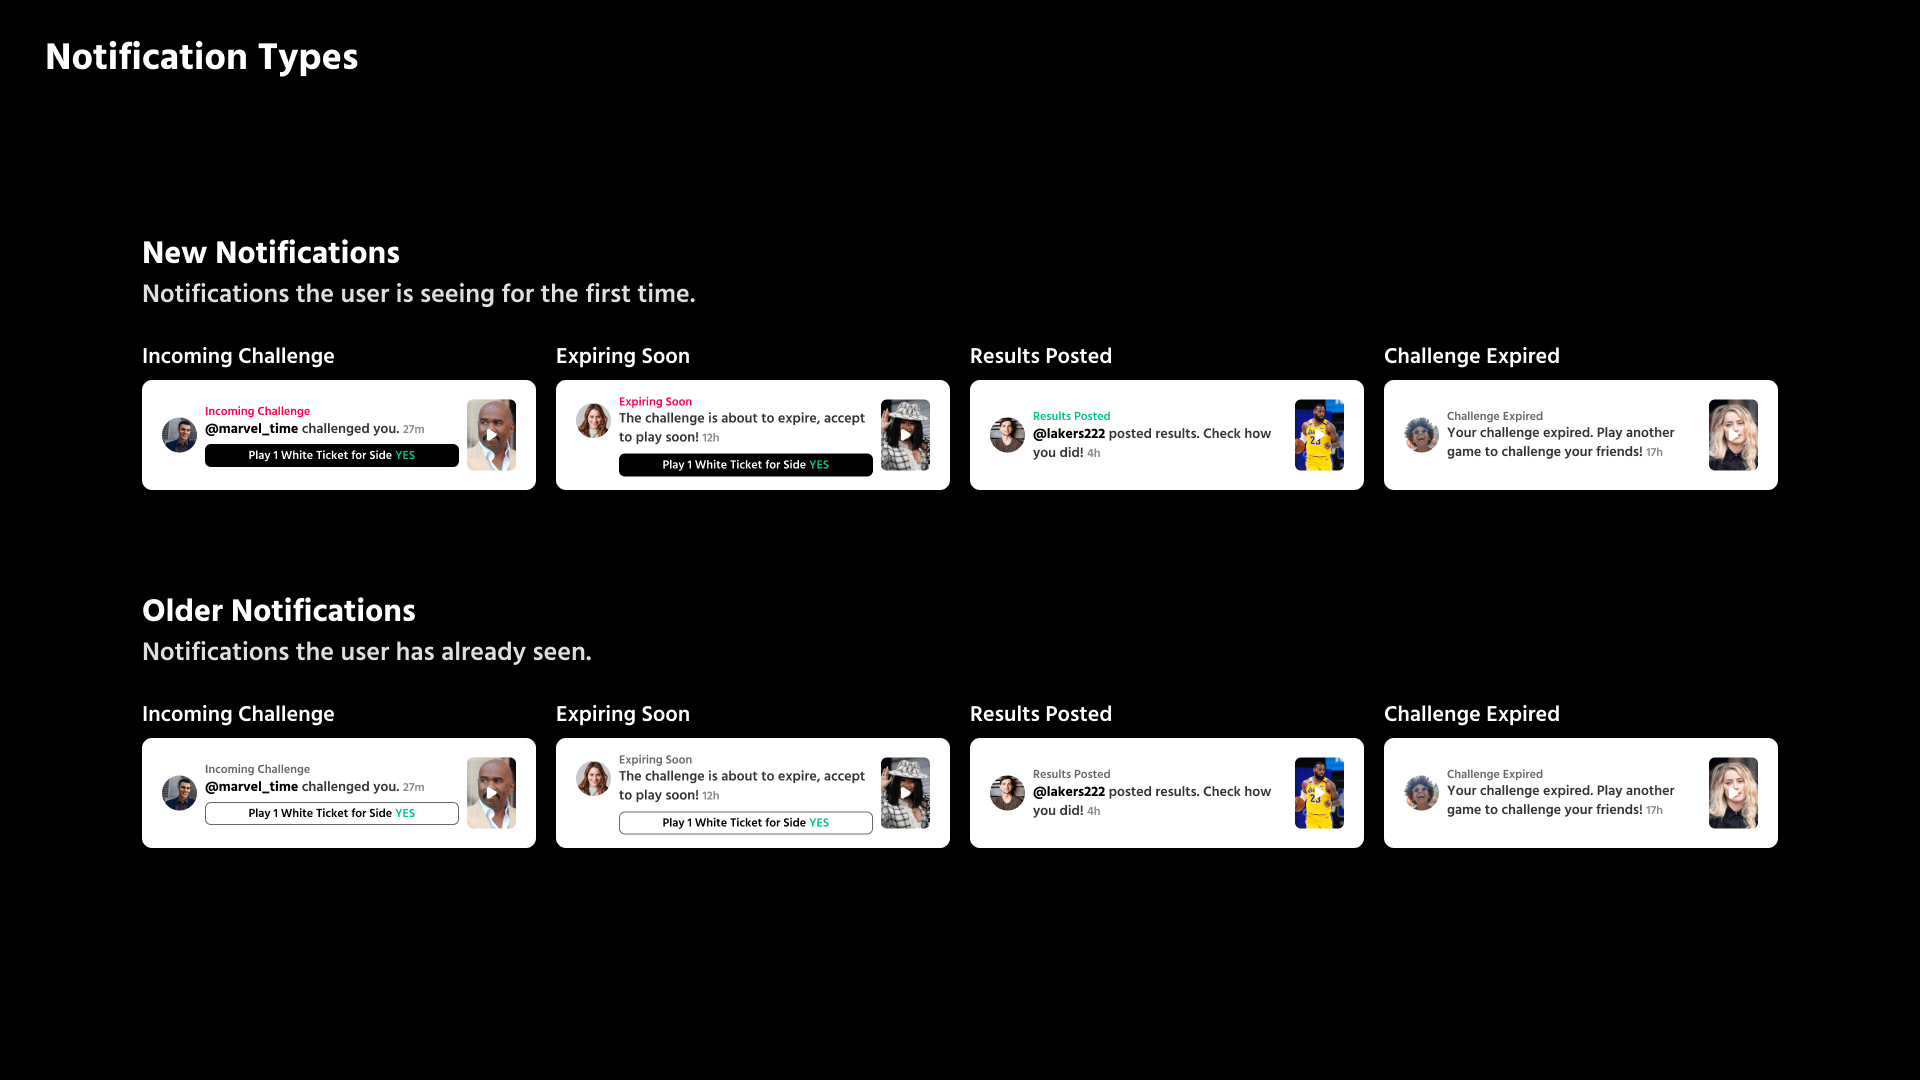 Notification Types
New Notifications
Notifications the user is seeing for the first time.
Incoming Challenge
Incoming Challenge
@marvel_time challenged you. 27m
Play 1 White Ticket for Side YES
Expiring Soon
Expiring Soon
The challenge is about to expire, accept
to play soon! 12h
Play 1 White Ticket for Side YES
Results Posted
Results Posted
@lakers222 posted results. Check how
you did! 4h
Challenge Expired
Challenge Expired
Your challenge expired. Play another
game to challenge your friends! 17h
Older Notifications
Notifications the user has already seen.
Incoming Challenge
Incoming Challenge
@marvel_time challenged you. 27m
Play 1 White Ticket for Side YES
Expiring Soon
Expiring Soon
The challenge is about to expire, accept
to play soon! 12h
Play 1 White Ticket for Side YES
Results Posted
Results Posted
@lakers222 posted results. Check how
you did! 4h
Challenge Expired
Challenge Expired
Your challenge expired. Play another
game to challenge your friends! 17h